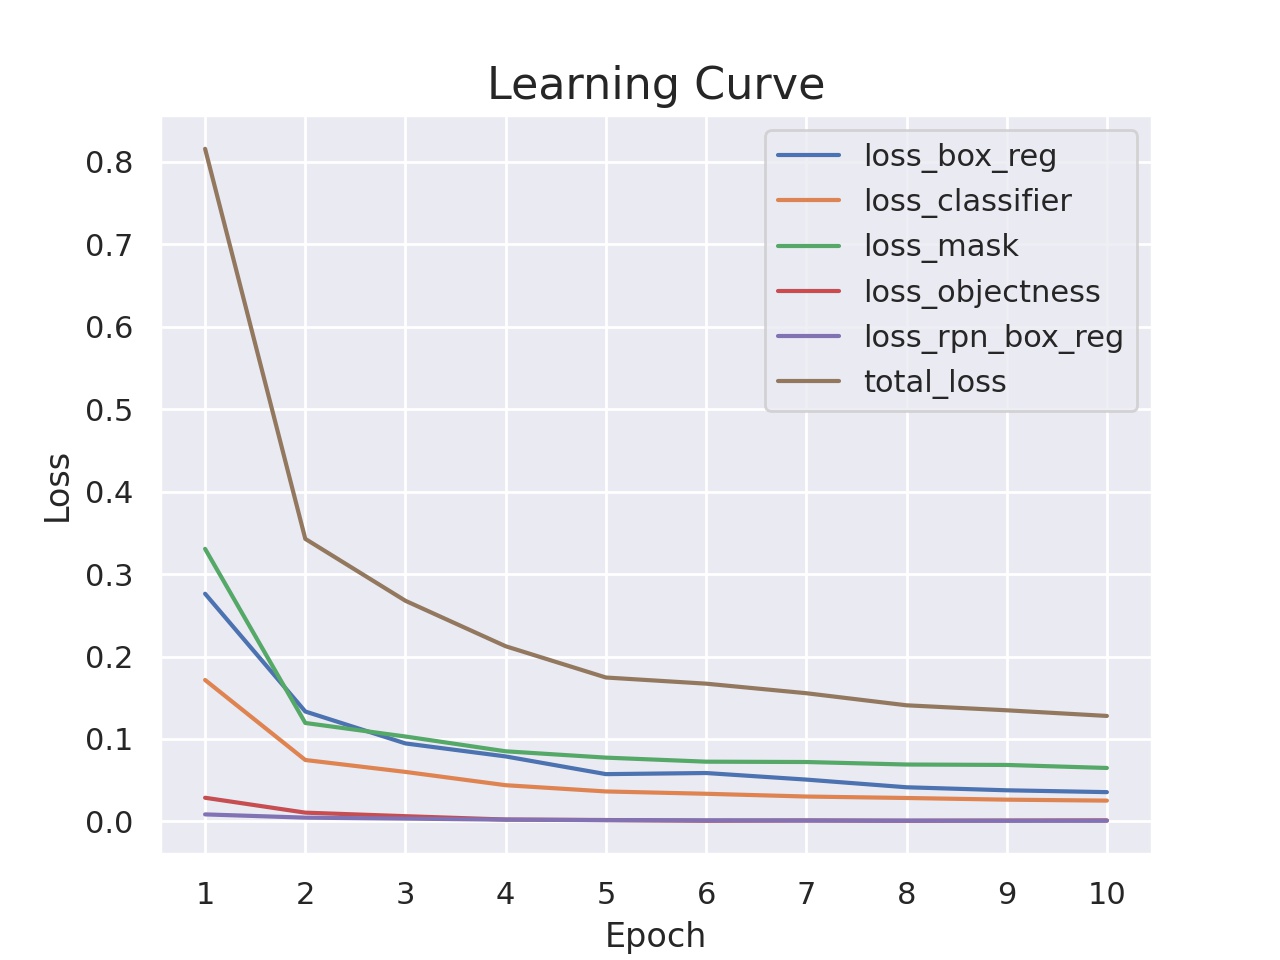 Learning Curve
loss_box_reg
loss_classifier
loss_mask
loss_objectness
loss_rpn_box_reg
total_loss
0.8
0.7
0.6
0.5
0.4
0.3
0.2
0.1
0.0
Loss
1 2 3 4 5 6 7 8 9 10
Epoch